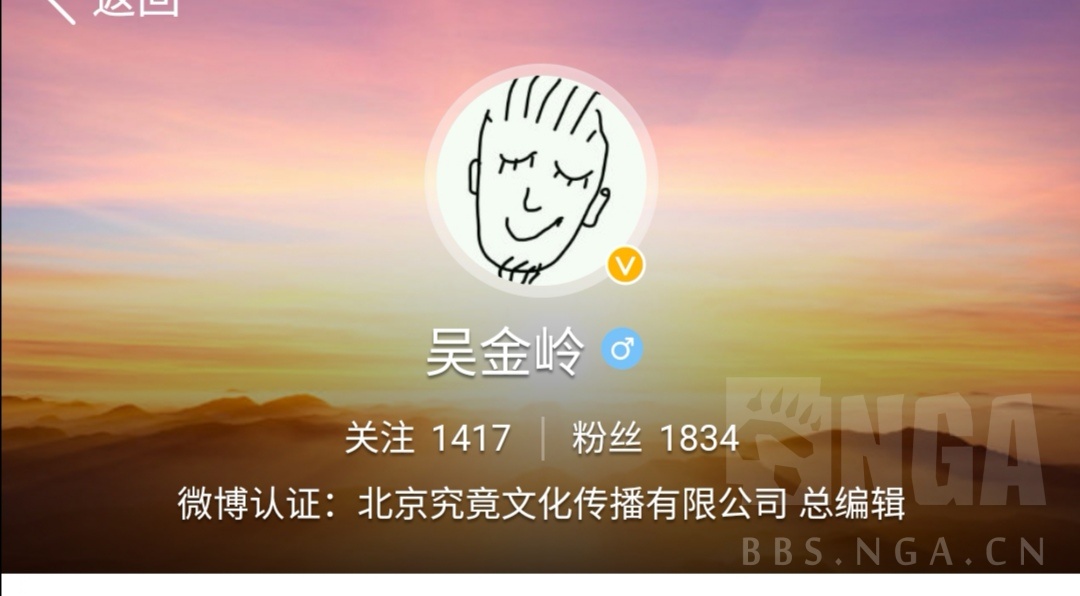 返回
吴金岭
关注 1417 | 粉丝 1834
微博认证：北京究竟文化传播有限公司 总编辑
NGA
BBS.NGA.CN